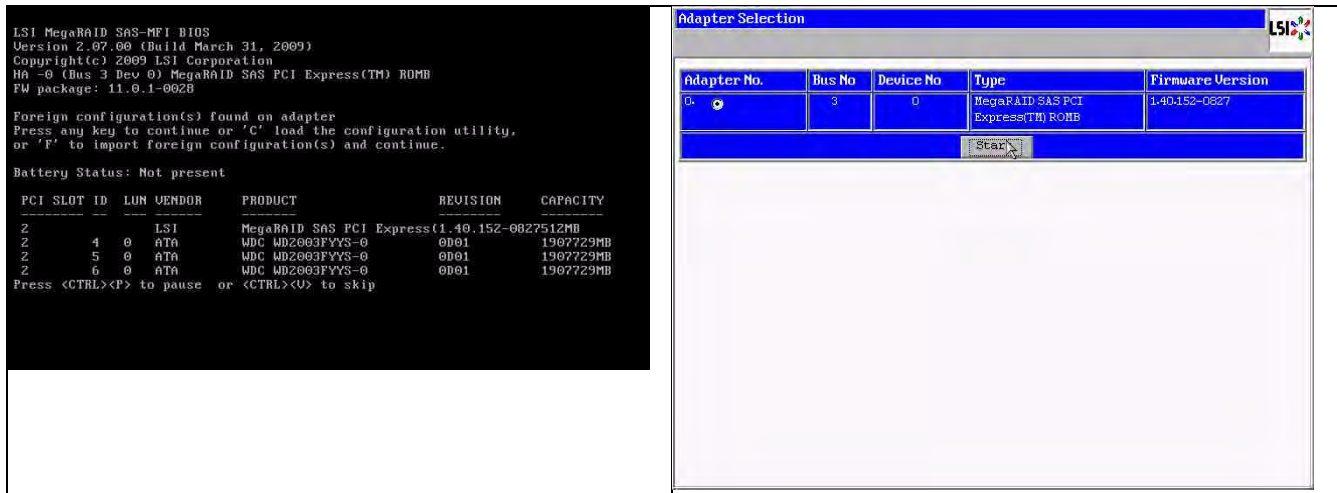 LSI MegaRAID SAS-MFI BIOS
Version 2.07.00 (Build March 31, 2009)
Copyright(c) 2009 LSI Corporation
HA -0 (Bus 3 Dev 0) MegaRAID SAS PCI Express(TM) ROMB
FW package: 11.0.1-0028
Foreign configuration(s) found on adapter
Press any key to continue or 'C' load the configuration utility,
or 'F' to import foreign configuration(s) and continue.
Battery Status: Not present
PCI SLOT ID LUN VENDOR PRODUCT REVISION CAPACITY
-------- -- --- ------ ------- -------- --------
2 LSI MegaRAID SAS PCI Express(1.40.152-0827512MB
2 4 0 ATA WDC WD2003FYYS-0 0D01 1907729MB
2 5 0 ATA WDC WD2003FYYS-0 0D01 1907729MB
2 6 0 ATA WDC WD2003FYYS-0 0D01 1907729MB
Press <CTRL><P> to pause or <CTRL><V> to skip
Adapter Selection
LSI
Adapter No. Bus No Device No Type Firmware Version
0. 3 0 MegaRAID SAS PCI 1.40.152-0827
Express(TM) ROMB
Start